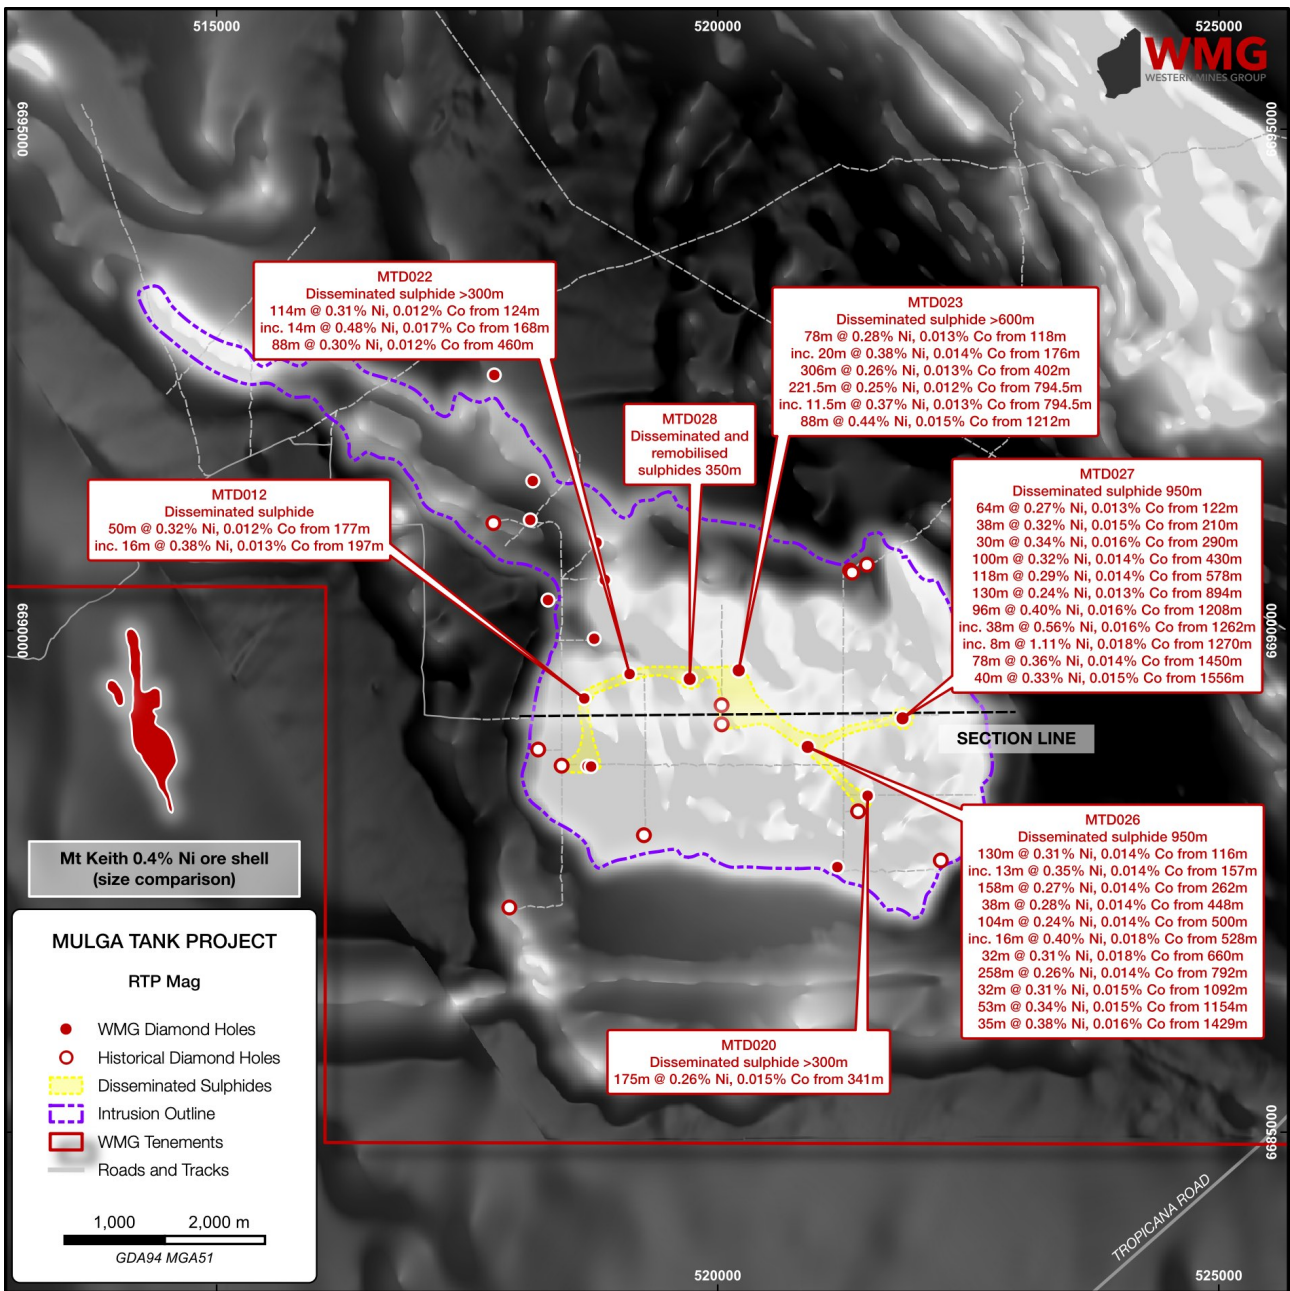 515000
520000
525000
WMG
WESTERN MINES GROUP
6695000
6695000
MTD022
Disseminated sulphide >300m
114m @ 0.31% Ni, 0.012% Co from 124m
inc. 14m @ 0.48% Ni, 0.017% Co from 168m
88m @ 0.30% Ni, 0.012% Co from 460m
MTD023
Disseminated sulphide >600m
78m @ 0.28% Ni, 0.013% Co from 118m
inc. 20m @ 0.38% Ni, 0.014% Co from 176m
306m @ 0.26% Ni, 0.013% Co from 402m
221.5m @ 0.25% Ni, 0.012% Co from 794.5m
inc. 11.5m @ 0.37% Ni, 0.013% Co from 794.5m
88m @ 0.44% Ni, 0.015% Co from 1212m
MTD028
Disseminated and
remobilised
sulphides 350m
MTD012
Disseminated sulphide
50m @ 0.32% Ni, 0.012% Co from 177m
inc. 16m @ 0.38% Ni, 0.013% Co from 197m
MTD027
Disseminated sulphide 950m
64m @ 0.27% Ni, 0.013% Co from 122m
38m @ 0.32% Ni, 0.015% Co from 210m
30m @ 0.34% Ni, 0.016% Co from 290m
100m @ 0.32% Ni, 0.014% Co from 430m
118m @ 0.29% Ni, 0.014% Co from 578m
130m @ 0.24% Ni, 0.013% Co from 894m
96m @ 0.40% Ni, 0.016% Co from 1208m
inc. 38m @ 0.56% Ni, 0.016% Co from 1262m
inc. 8m @ 1.11% Ni, 0.018% Co from 1270m
78m @ 0.36% Ni, 0.014% Co from 1450m
40m @ 0.33% Ni, 0.015% Co from 1556m
6690000
6690000
SECTION LINE
MTD026
Disseminated sulphide 950m
130m @ 0.31% Ni, 0.014% Co from 116m
inc. 13m @ 0.35% Ni, 0.014% Co from 157m
158m @ 0.27% Ni, 0.014% Co from 262m
38m @ 0.28% Ni, 0.014% Co from 448m
104m @ 0.24% Ni, 0.014% Co from 500m
inc. 16m @ 0.40% Ni, 0.018% Co from 528m
32m @ 0.31% Ni, 0.018% Co from 660m
258m @ 0.26% Ni, 0.014% Co from 792m
32m @ 0.31% Ni, 0.015% Co from 1092m
53m @ 0.34% Ni, 0.015% Co from 1154m
35m @ 0.38% Ni, 0.016% Co from 1429m
Mt Keith 0.4% Ni ore shell
(size comparison)
MTD020
Disseminated sulphide >300m
175m @ 0.26% Ni, 0.015% Co from 341m
MULGA TANK PROJECT
RTP Mag
WMG Diamond Holes
Historical Diamond Holes
Disseminated Sulphides
Intrusion Outline
WMG Tenements
Roads and Tracks
1,000 2,000 m
GDA94 MGA51
6685000
TROPICANA ROAD
520000
525000